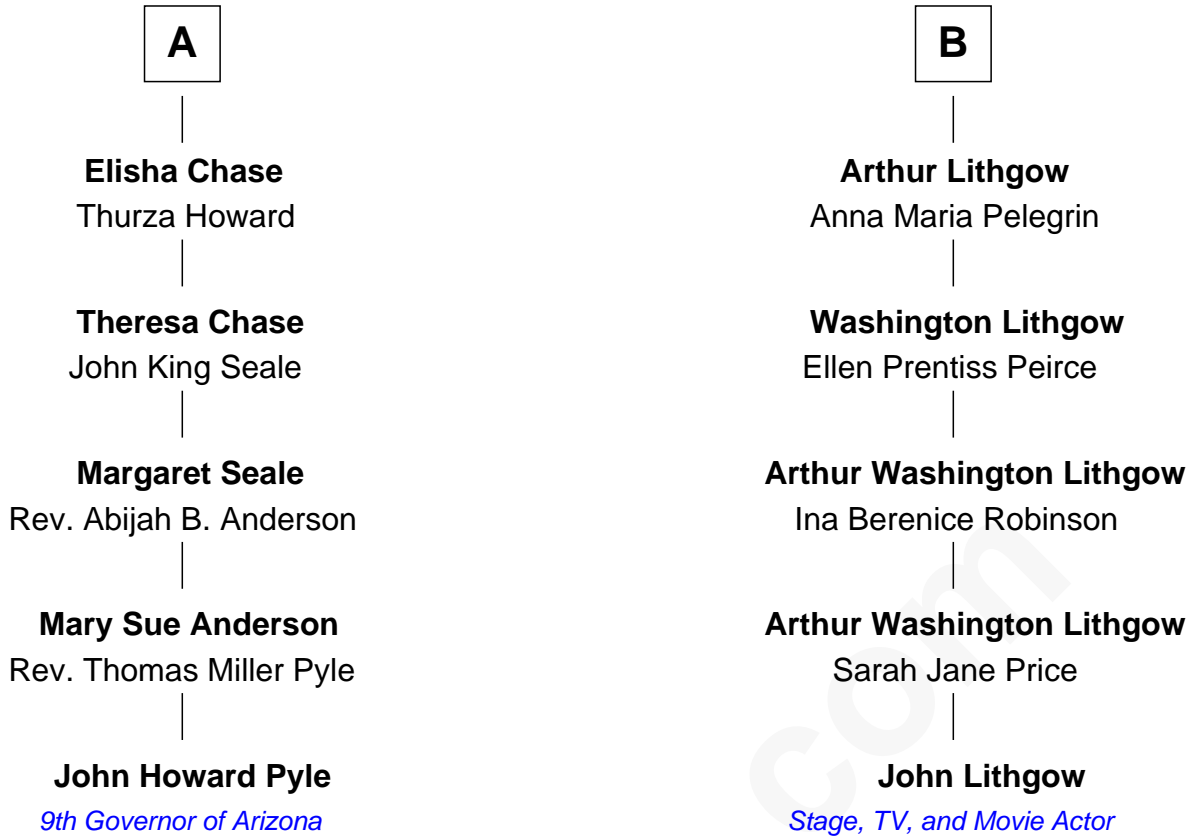 A
Elisha Chase
Thurza Howard
Theresa Chase
John King Seale
Margaret Seale
Rev. Abijah B. Anderson
Mary Sue Anderson
Rev. Thomas Miller Pyle
John Howard Pyle
9th Governor of Arizona
B
Arthur Lithgow
Anna Maria Pelegrin
Washington Lithgow
Ellen Prentiss Peirce
Arthur Washington Lithgow
Ina Berenice Robinson
Arthur Washington Lithgow
Sarah Jane Price
John Lithgow
Stage, TV, and Movie Actor
com